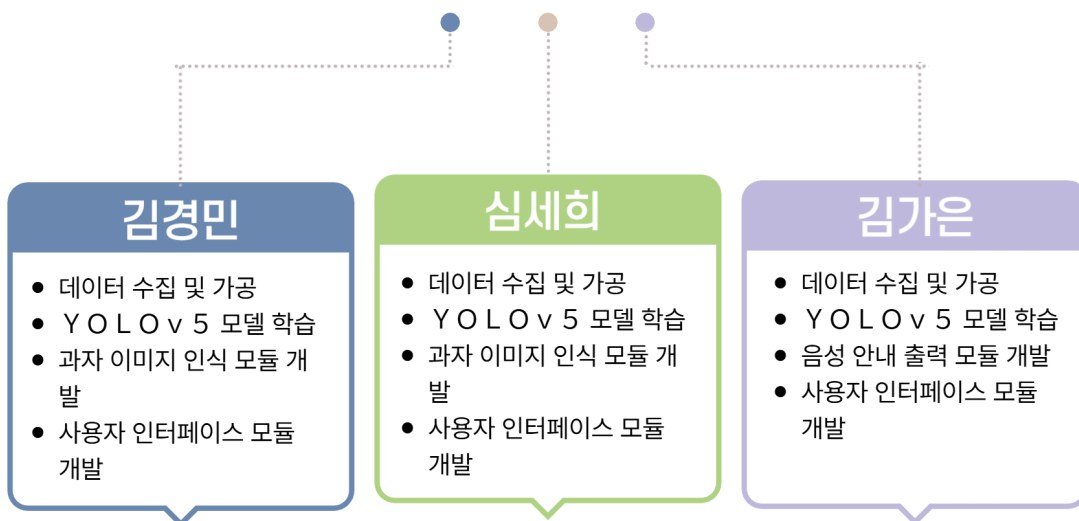 김경민
● 데이터 수집 및 가공
● ＹＯＬＯｖ５ 모델 학습
● 과자 이미지 인식 모듈 개
발
● 사용자 인터페이스 모듈
개발
심세희
● 데이터 수집 및 가공
● ＹＯＬＯｖ５ 모델 학습
● 과자 이미지 인식 모듈 개
발
● 사용자 인터페이스 모듈
개발
김가은
● 데이터 수집 및 가공
● ＹＯＬＯｖ５ 모델 학습
● 음성 안내 출력 모듈 개발
● 사용자 인터페이스 모듈
개발